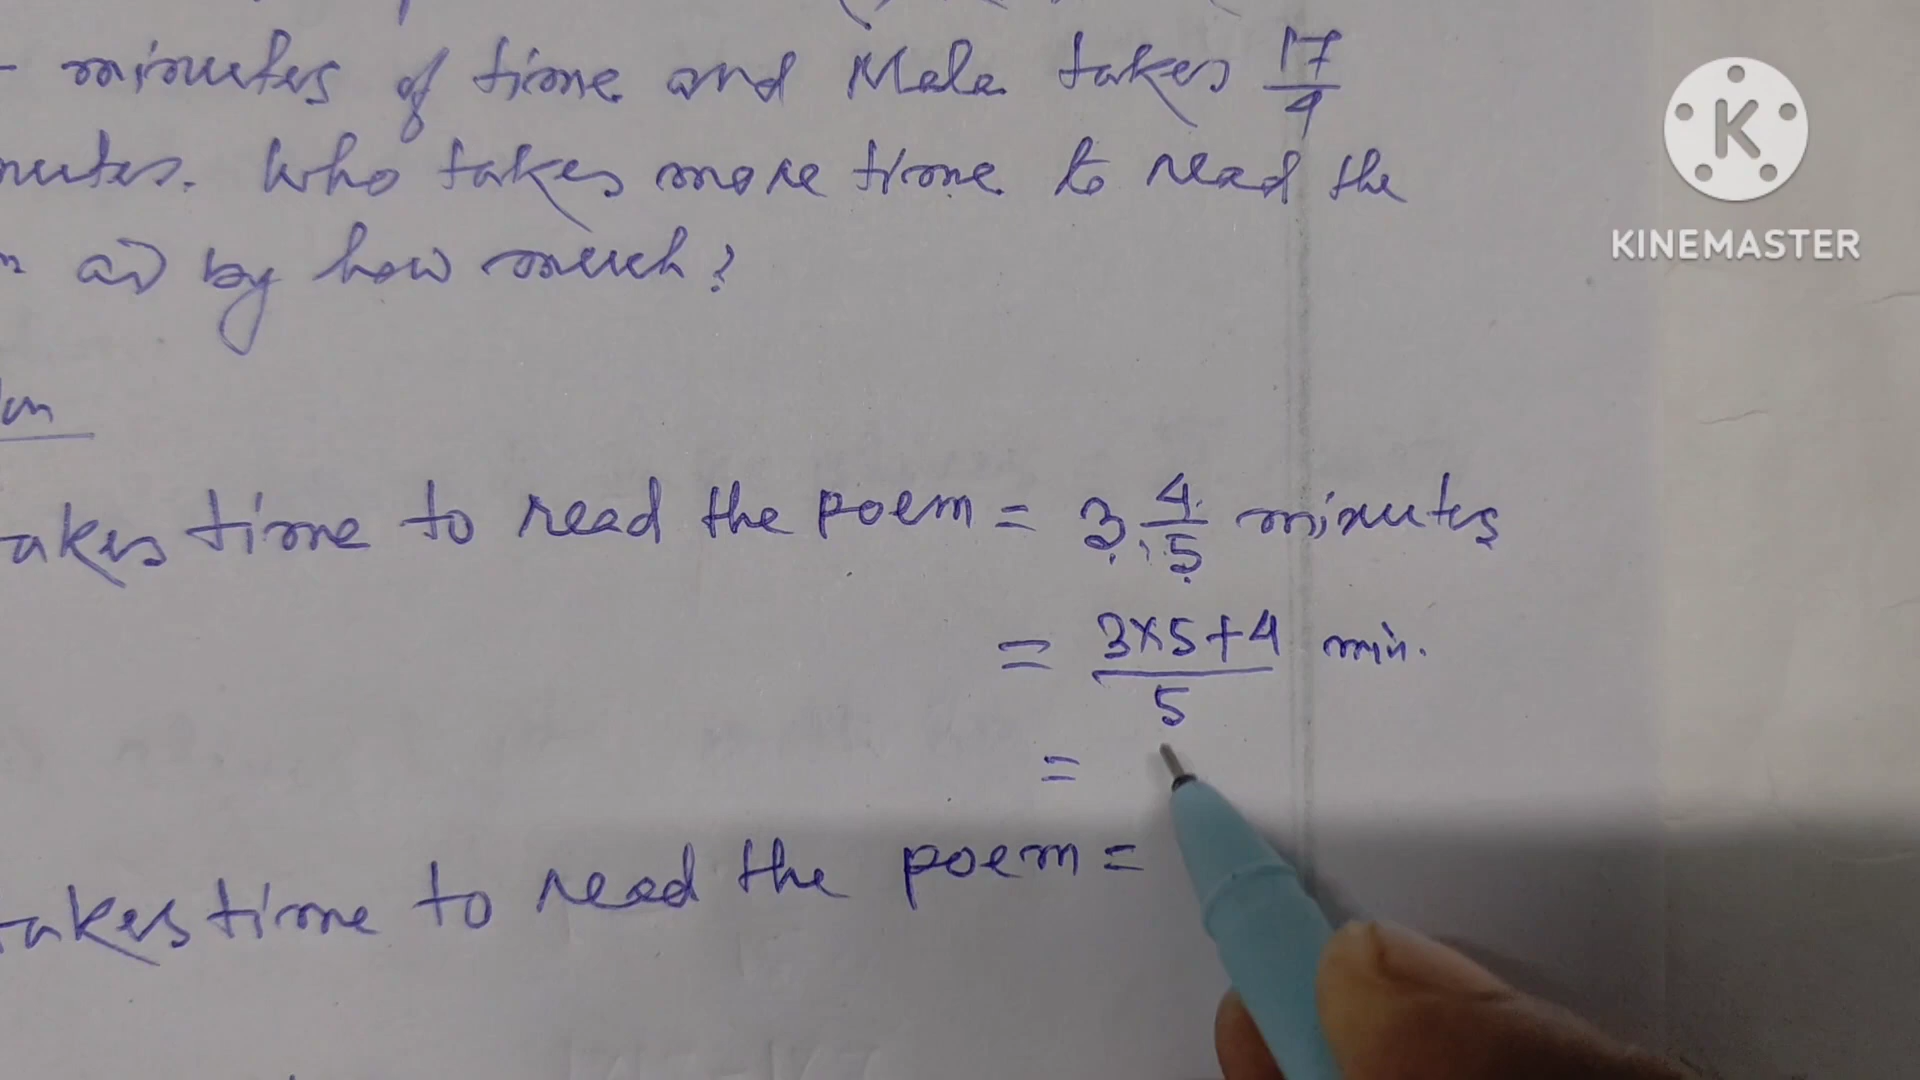 minutes of time and Mala takes 17/4
nutes. Who takes more time to read the
by how much?
takes time to read the poem = 3 4/5 minutes
= 3×5+4/5 min.
=
takes time to read the poem =
K
KINEMASTER